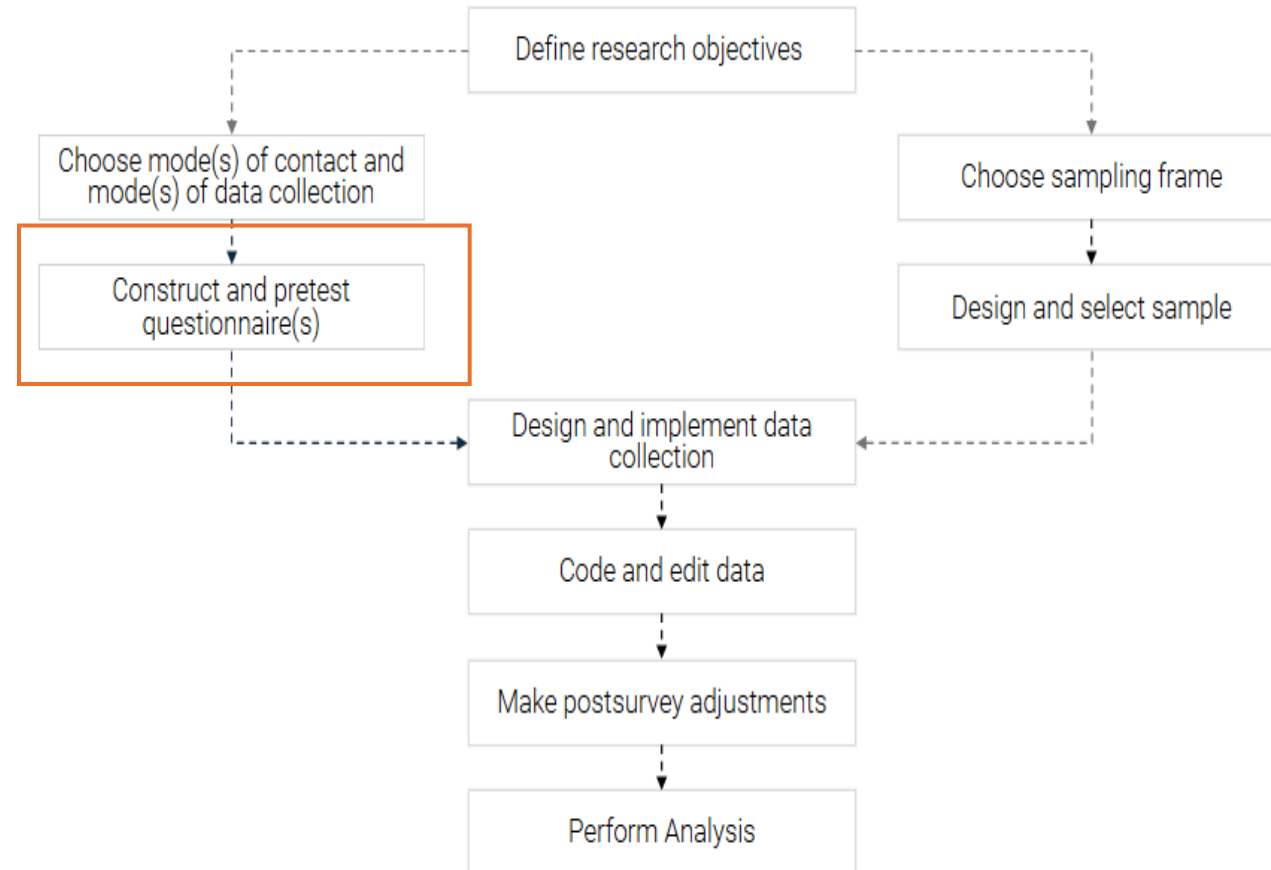 Define research objectives
Choose mode(s) of contact and
mode(s) of data collection
Choose sampling frame
Construct and pretest
questionnaire(s)
Design and select sample
Design and implement data
collection
Code and edit data
Make postsurvey adjustments
Perform Analysis